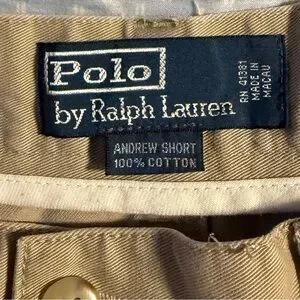 Polo
by Ralph Lauren
RN 41381
MADE IN
MACAU
ANDREW SHORT
100% COTTON